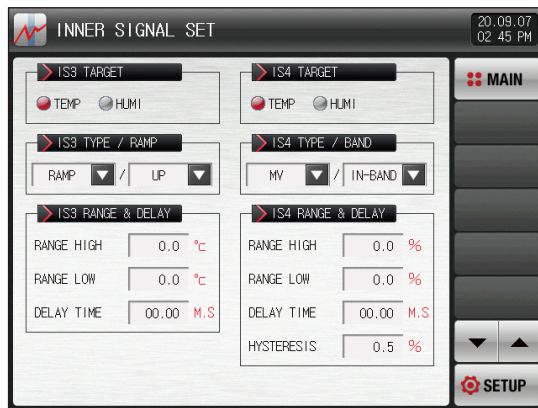 INNER SIGNAL SET
20.09.07
02 45 PM
IS3 TARGET
TEMP HUMI
IS3 TYPE / RAMP
RAMP / UP
IS3 RANGE & DELAY
RANGE HIGH 0.0 ℃
RANGE LOW 0.0 ℃
DELAY TIME 00.00 M.S
IS4 TARGET
TEMP HUMI
IS4 TYPE / BAND
MV / IN-BAND
IS4 RANGE & DELAY
RANGE HIGH 0.0 %
RANGE LOW 0.0 %
DELAY TIME 00.00 M.S
HYSTERESIS 0.5 %
MAIN
SETUP